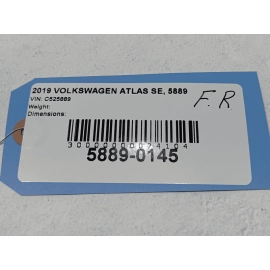 2019 VOLKSWAGEN ATLAS SE, 5889
VIN: C525889
Weight:
Dimensions:
F.R
5889-0145